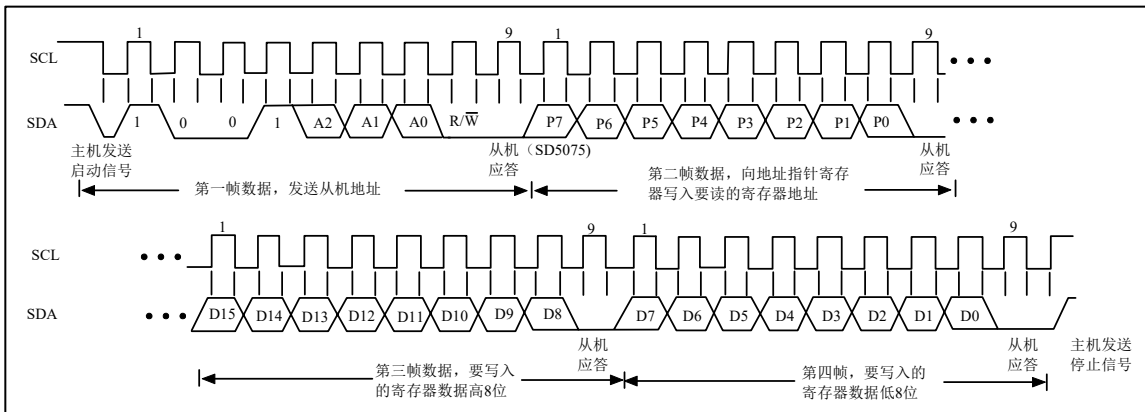 1 9 1 9
SCL
SDA 1 0 0 1 A2 A1 A0 R/W̅ P7 P6 P5 P4 P3 P2 P1 P0
主机发送
启动信号
从机（SD5075)
应答
从机
应答
第一帧数据，发送从机地址
第二帧数据，向地址指针寄存
器写入要读的寄存器地址
1 9 1 9
SCL
SDA D15 D14 D13 D12 D11 D10 D9 D8 D7 D6 D5 D4 D3 D2 D1 D0
从机
应答
从机
应答
主机发送
停止信号
第三帧数据，要写入
的寄存器数据高8位
第四帧，要写入的
寄存器数据低8位